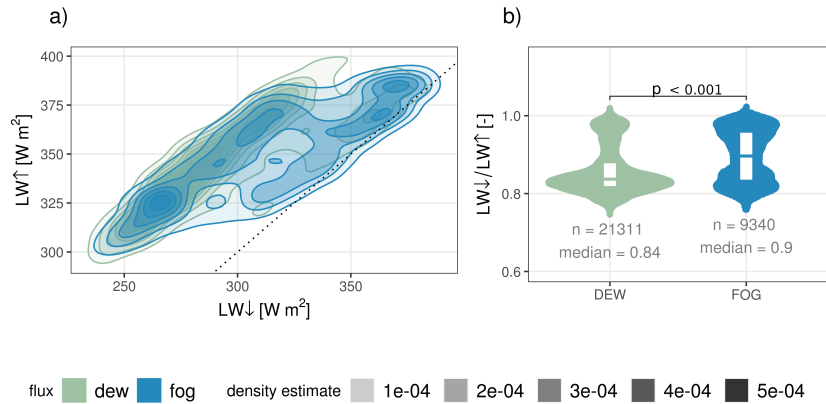 a)
b)
400
375
350
325
300
LW↑ [W m²]
250
300
350
LW↓ [W m²]
1.0
0.8
0.6
LW↓/LW↑ [-]
p < 0.001
n = 21311
median = 0.84
n = 9340
median = 0.9
DEW
FOG
flux dew fog density estimate 1e-04 2e-04 3e-04 4e-04 5e-04